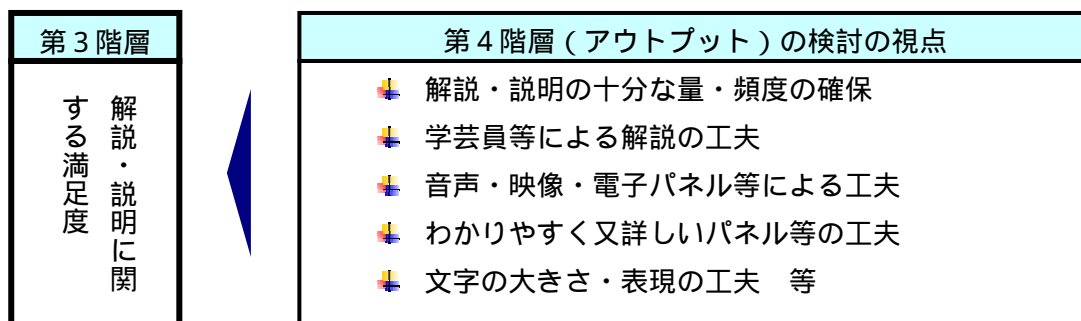 第３階層
解説・説明に関
する満足度
第４階層（アウトプット）の検討の視点
解説・説明の十分な量・頻度の確保
学芸員等による解説の工夫
音声・映像・電子パネル等による工夫
わかりやすく又詳しいパネル等の工夫
文字の大きさ・表現の工夫　等